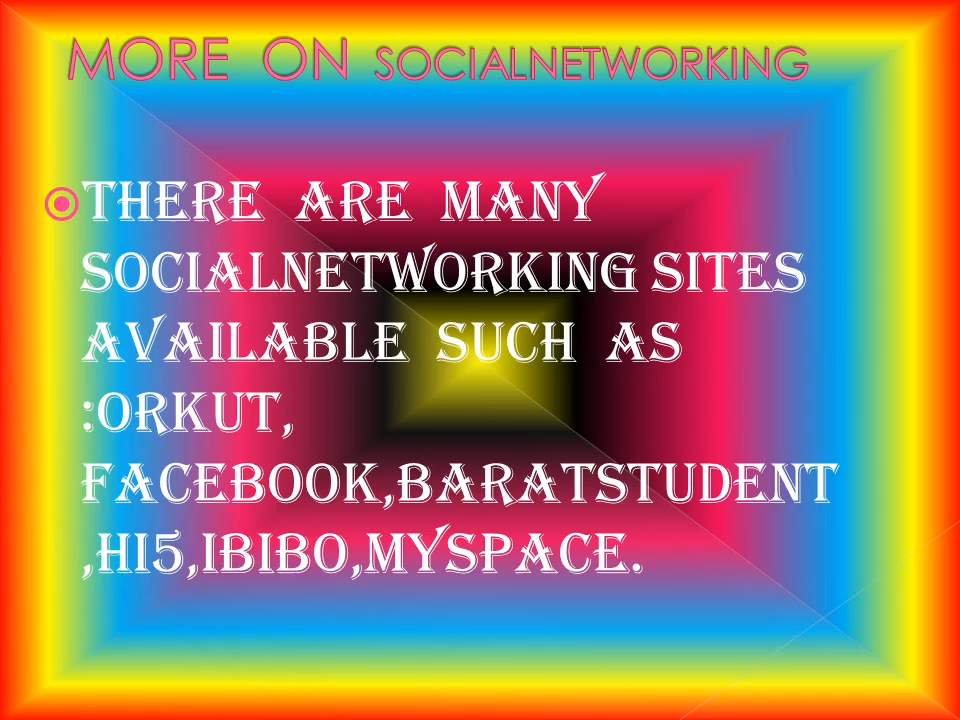 MORE ON SOCIALNETWORKING
THERE ARE MANY
SOCIALNETWORKING SITES
AVAILABLE SUCH AS
:ORKUT,
FACEBOOK,BARATSTUDENT
,HI5,IBIBO,MYSPACE.